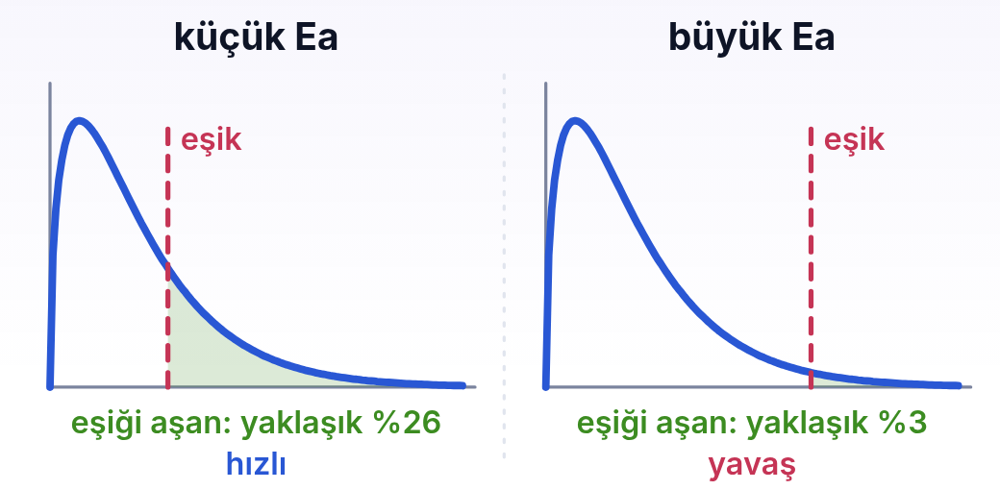 küçük Ea
eşik
eşiği aşan: yaklaşık %26
hızlı
büyük Ea
eşik
eşiği aşan: yaklaşık %3
yavaş